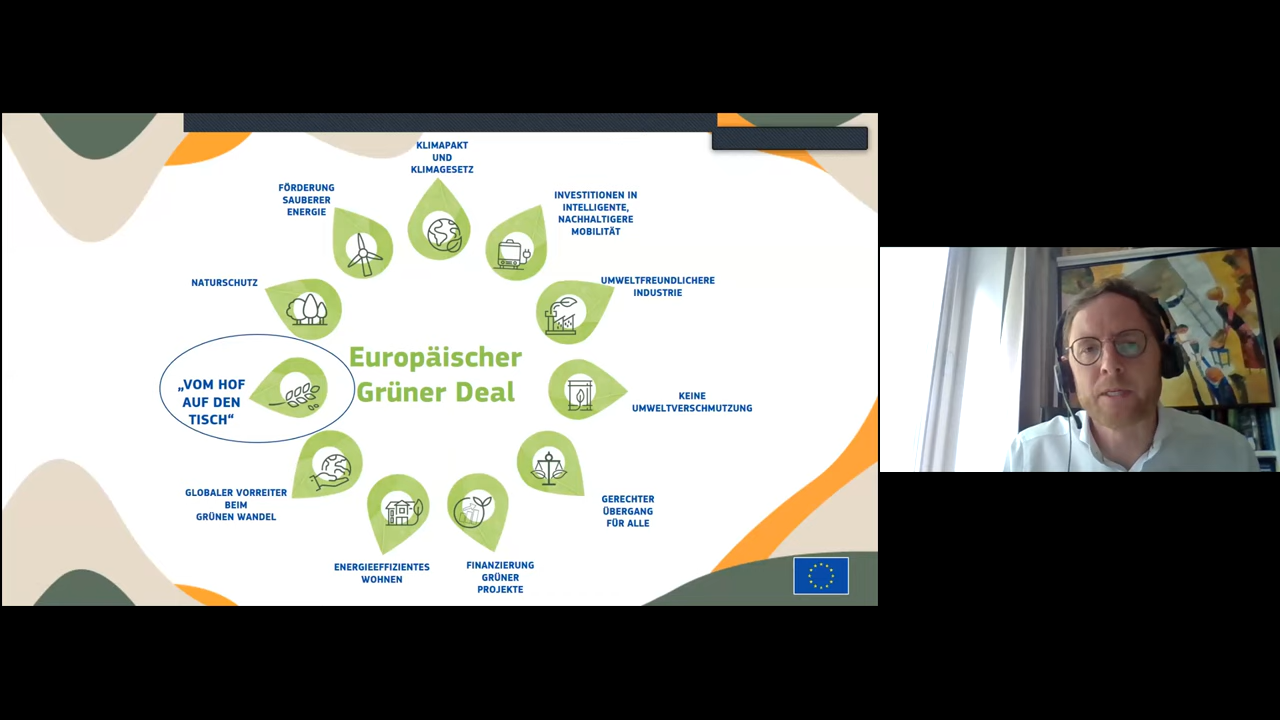 KLIMAPAKT
UND
KLIMAGESETZ
FÖRDERUNG
SAUBERER
ENERGIE
INVESTITIONEN IN
INTELLIGENTE,
NACHHALTIGERE
MOBILITÄT
NATURSCHUTZ
UMWELTFREUNDLICHERE
INDUSTRIE
Europäischer
Grüner Deal
„VOM HOF
AUF DEN
TISCH“
KEINE
UMWELTVERSCHMUTZUNG
GLOBALER VORREITER
BEIM
GRÜNEN WANDEL
GERECHTER
ÜBERGANG
FÜR ALLE
ENERGIEEFFIZIENTES
WOHNEN
FINANZIERUNG
GRÜNER
PROJEKTE